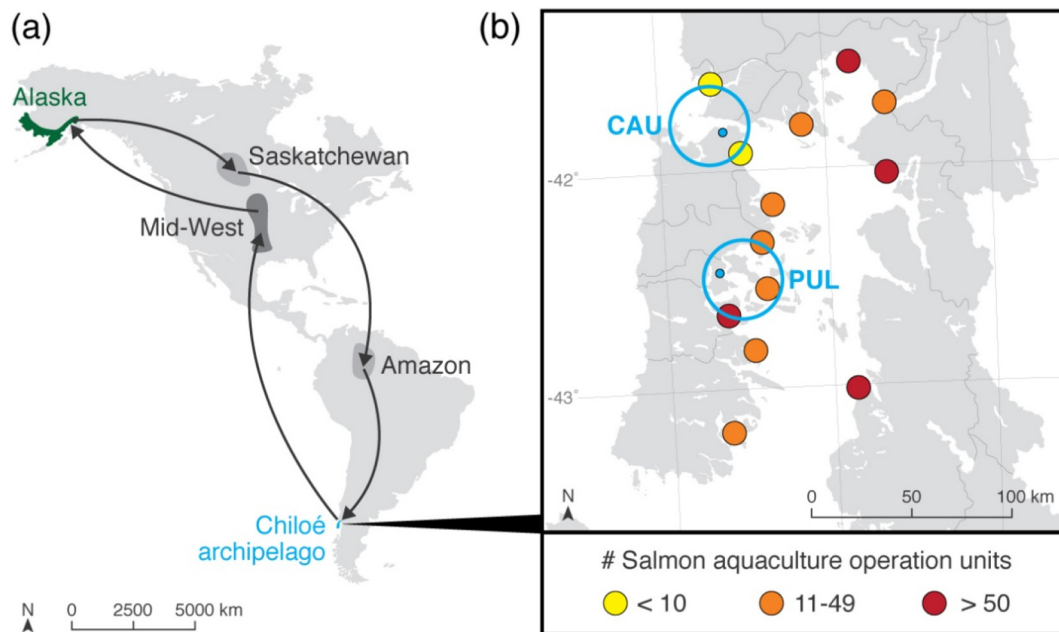 (a)
Alaska
Saskatchewan
Mid-West
Amazon
Chiloé
archipelago
N
0 2500 5000 km
(b)
CAU
-42˚
PUL
-43˚
N
0 50 100 km
# Salmon aquaculture operation units
< 10 11-49 > 50